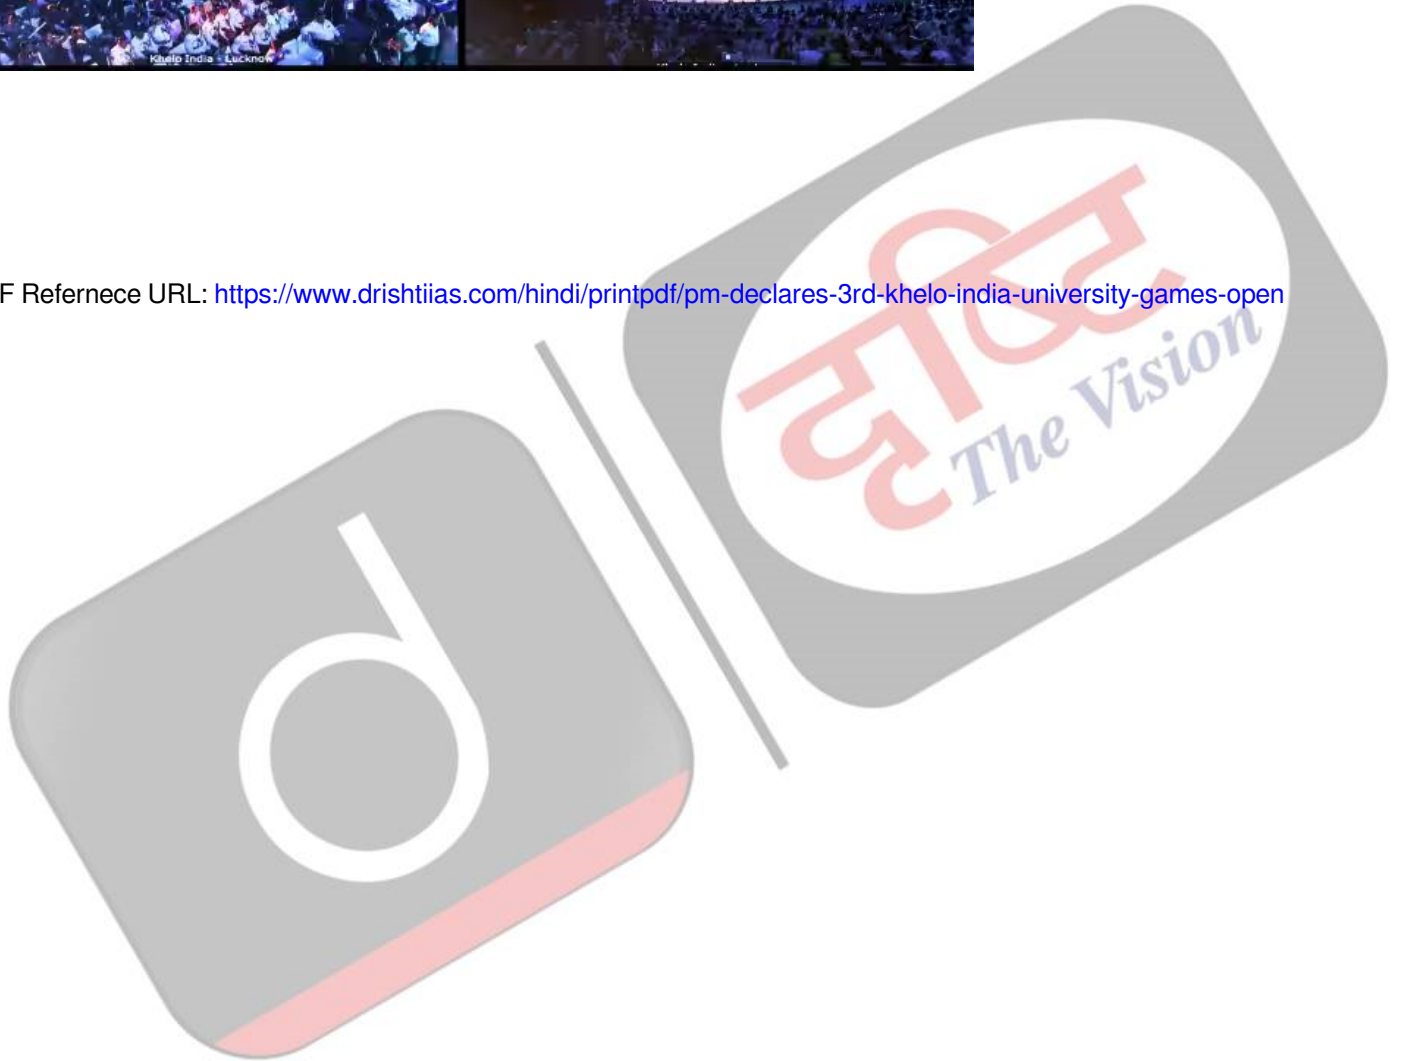 Khelo India - Lucknow
F Refernece URL: https://www.drishtiias.com/hindi/printpdf/pm-declares-3rd-khelo-india-university-games-open
दृष्टि
The Vision
d